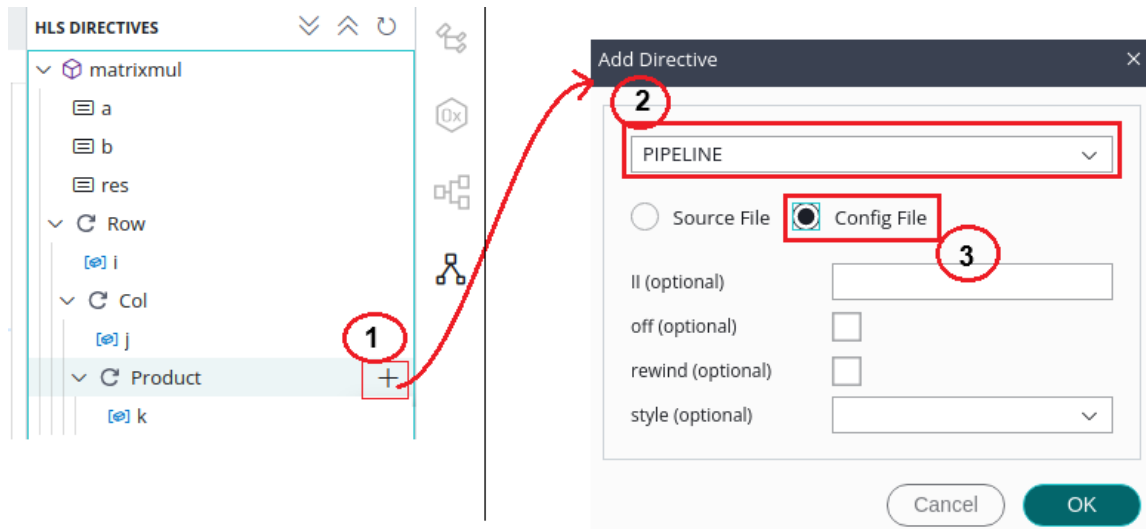 HLS DIRECTIVES
matrixmul
a
b
res
Row
[ø] i
Col
[ø] j
1
Product
+
[ø] k
0x
Add Directive
2
PIPELINE
Source File
Config File
3
II (optional)
off (optional)
rewind (optional)
style (optional)
Cancel
OK